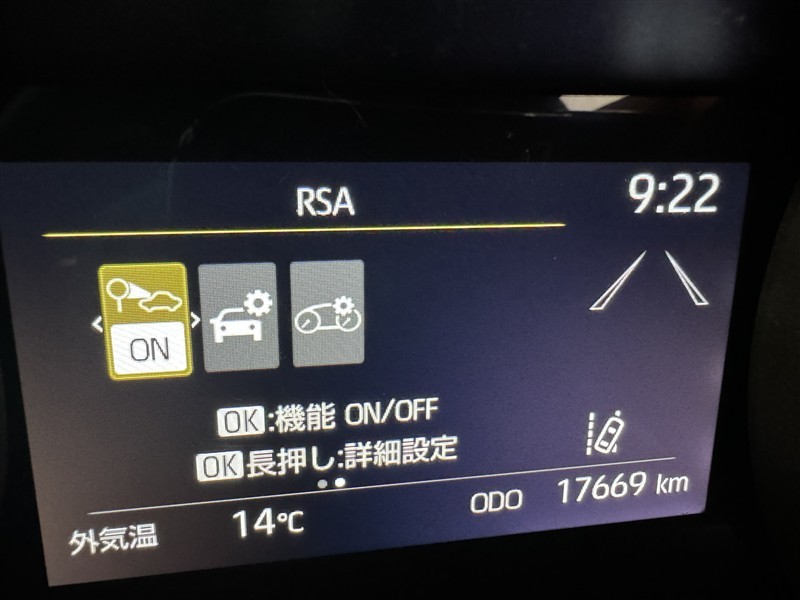 RSA
9:22
ON
OK:機能 ON/OFF
OK長押し:詳細設定
外気温 14℃ ODO 17669 km